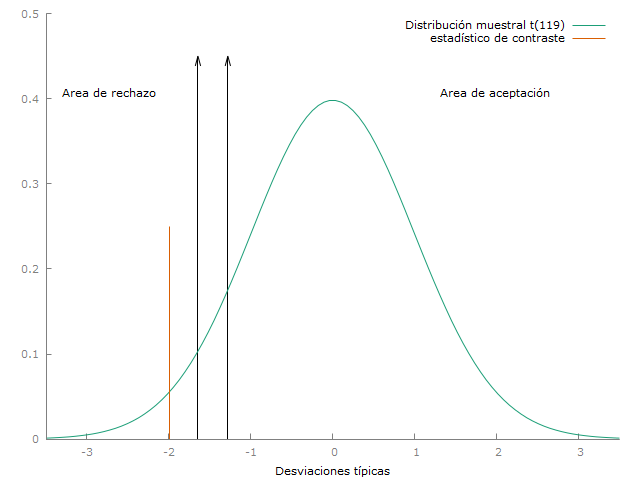 0.5
Distribución muestral t(119)
estadístico de contraste
Area de rechazo
Area de aceptación
0.4
0.3
0.2
0.1
0
-3
-2
-1
0
1
2
3
Desviaciones típicas